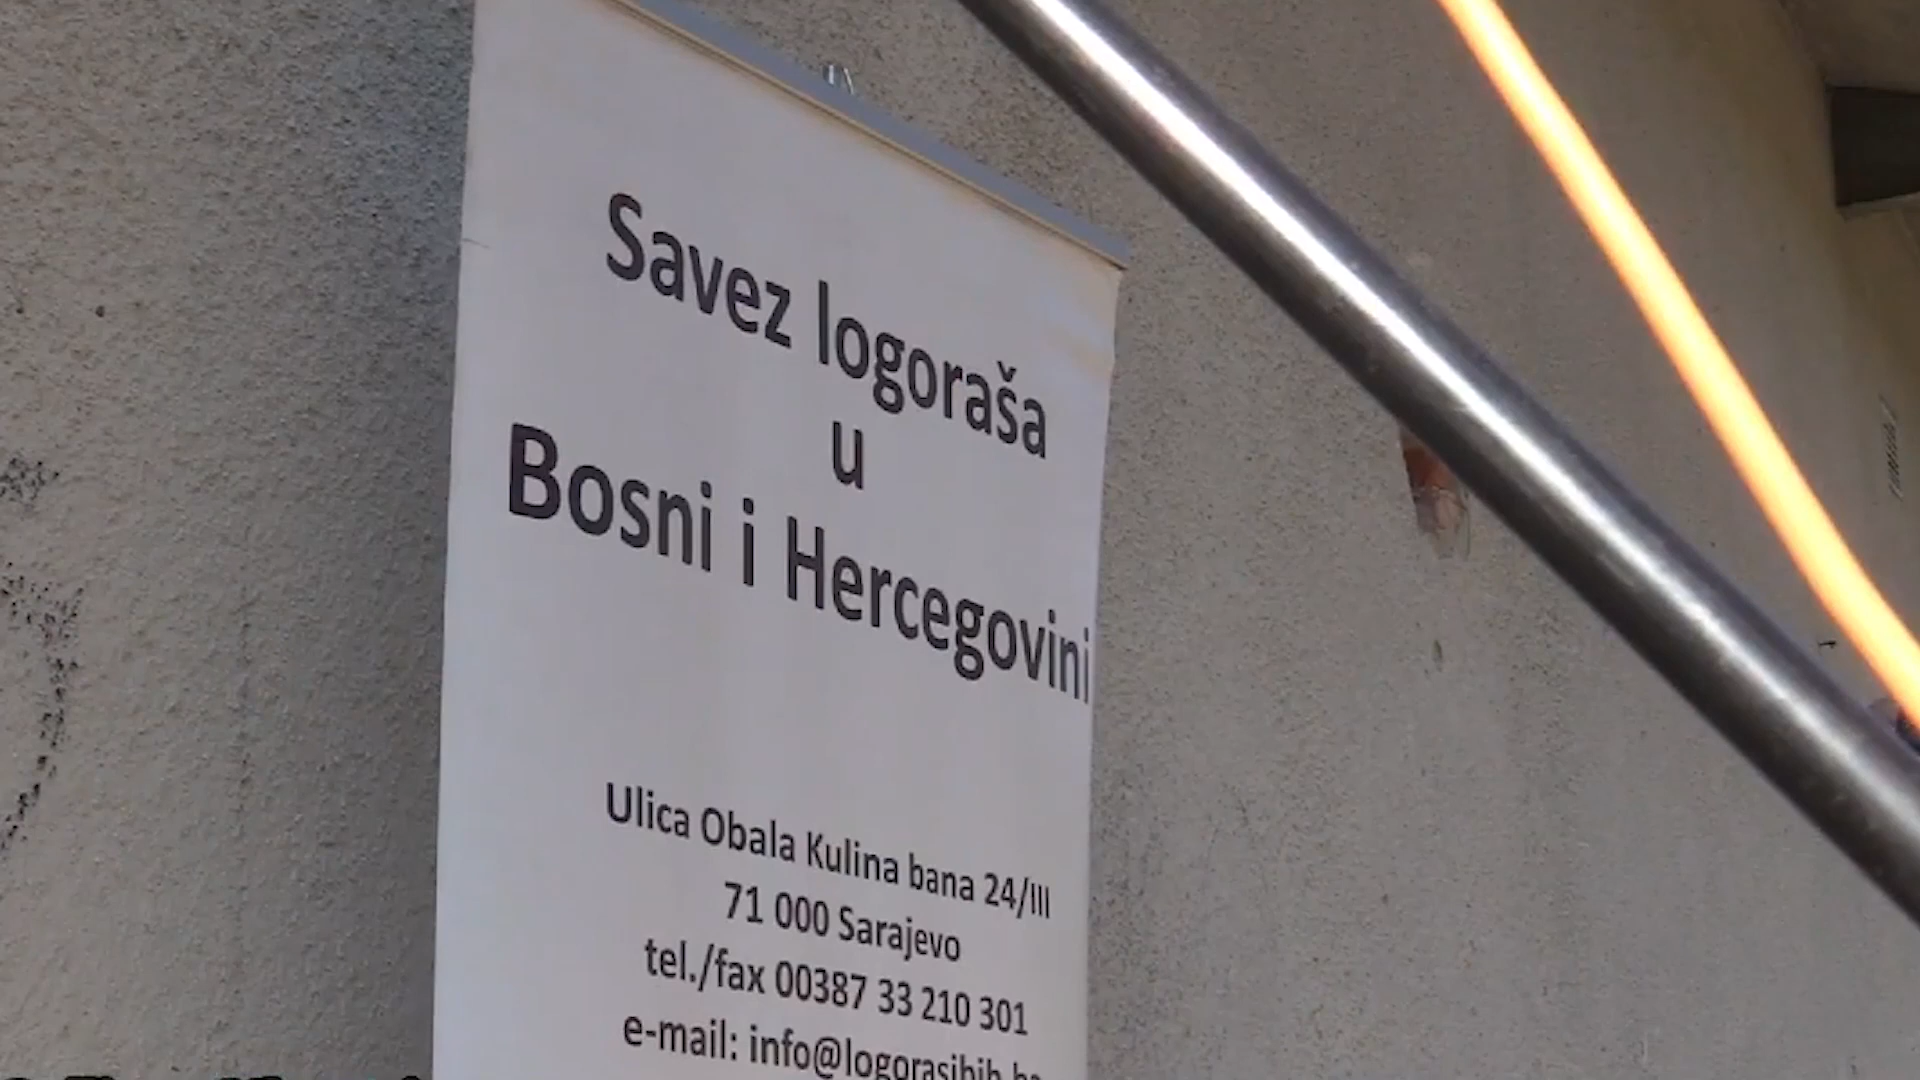 Savez logoraša
u
Bosni i Hercegovini
Ulica Obala Kulina bana 24/III
71 000 Sarajevo
tel./fax 00387 33 210 301
e-mail: info@logorasibih.ba